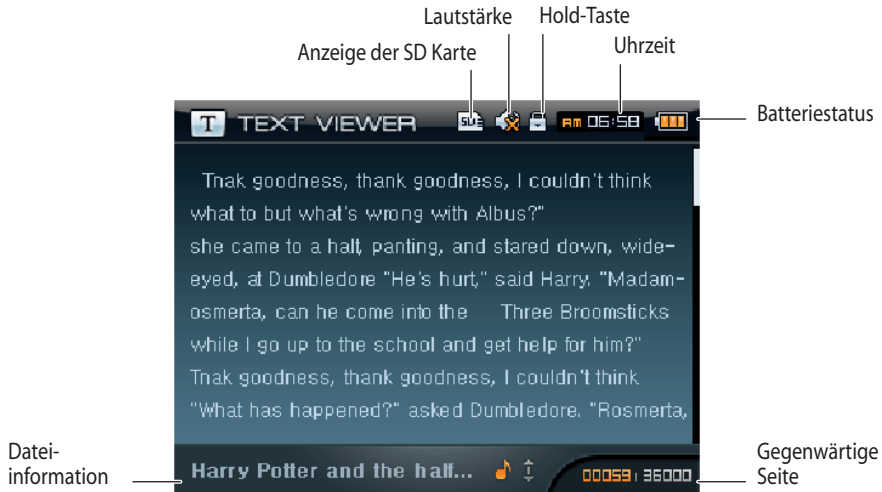 Lautstärke
Hold-Taste
Anzeige der SD Karte
Uhrzeit
Batteriestatus
T TEXT VIEWER SD AM 06:58
Tnak goodness, thank goodness, I couldn't think
what to but what's wrong with Albus?"
she came to a halt, panting, and stared down, wide-
eyed, at Dumbledore "He's hurt," said Harry. "Madam-
osmerta, can he come into the Three Broomsticks
while I go up to the school and get help for him?"
Tnak goodness, thank goodness, I couldn't think
"What has happened?" asked Dumbledore. "Rosmerta,
Harry Potter and the half... 00059 36000
Datei-
information
Gegenwärtige
Seite